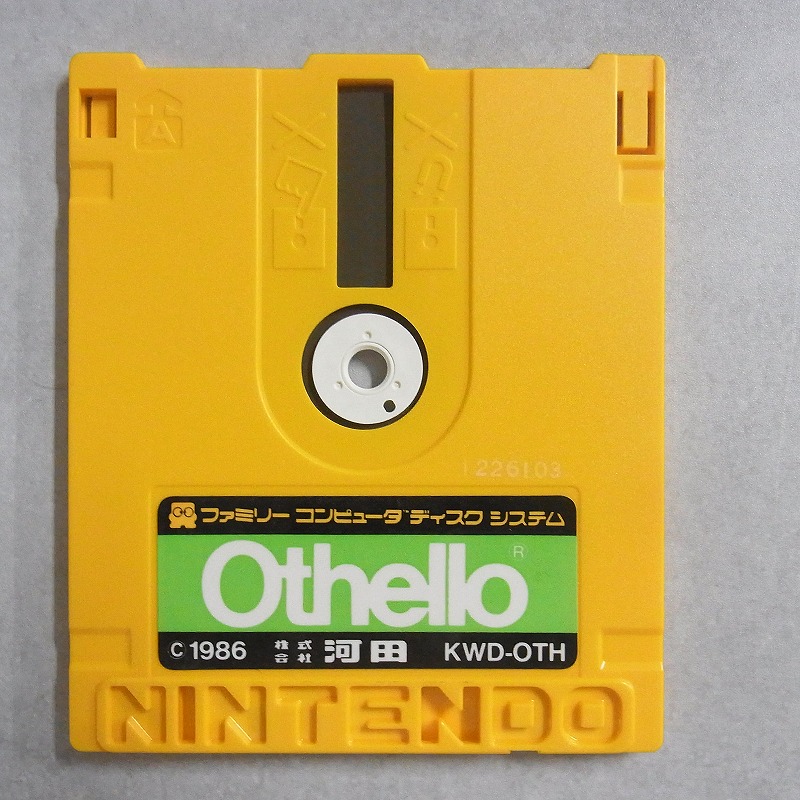 A
1226103
ファミリー コンピュータ ディスク システム
Othello ®
© 1986 株式会社 河田 KWD-OTH
NINTENDO